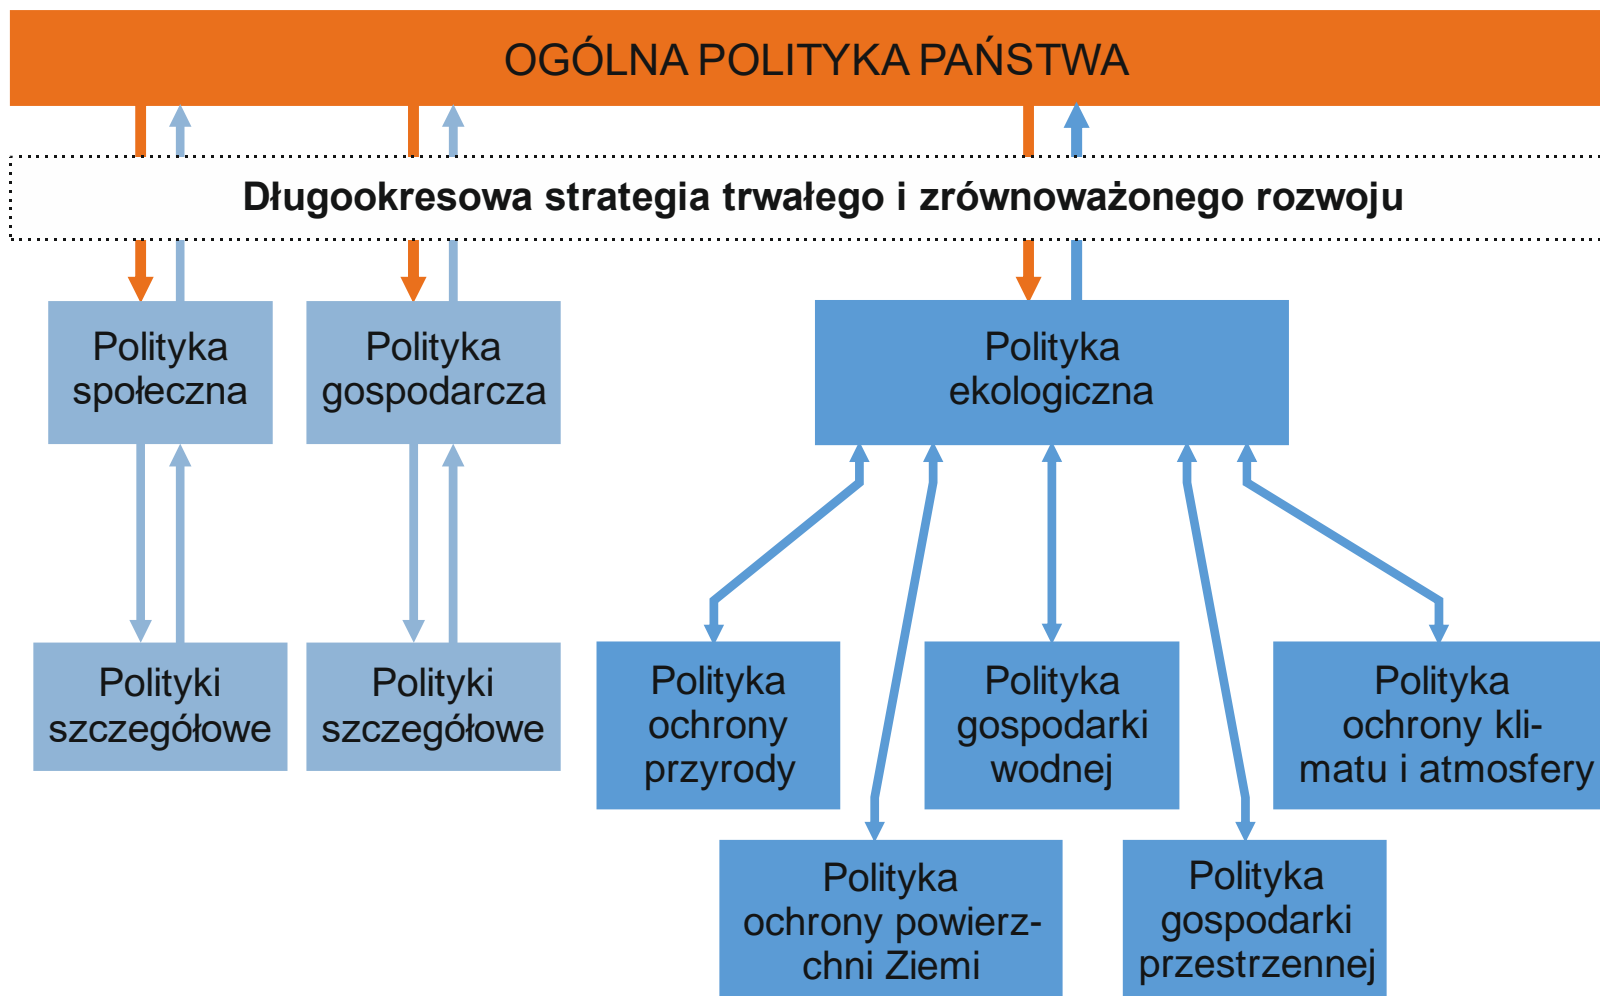 OGÓLNA POLITYKA PAŃSTWA
Długookresowa strategia trwałego i zrównoważonego rozwoju
Polityka
społeczna
Polityka
gospodarcza
Polityka
ekologiczna
Polityki
szczegółowe
Polityki
szczegółowe
Polityka
ochrony
przyrody
Polityka
gospodarki
wodnej
Polityka
ochrony kli-
matu i atmosfery
Polityka
ochrony powierz-
chni Ziemi
Polityka
gospodarki
przestrzennej